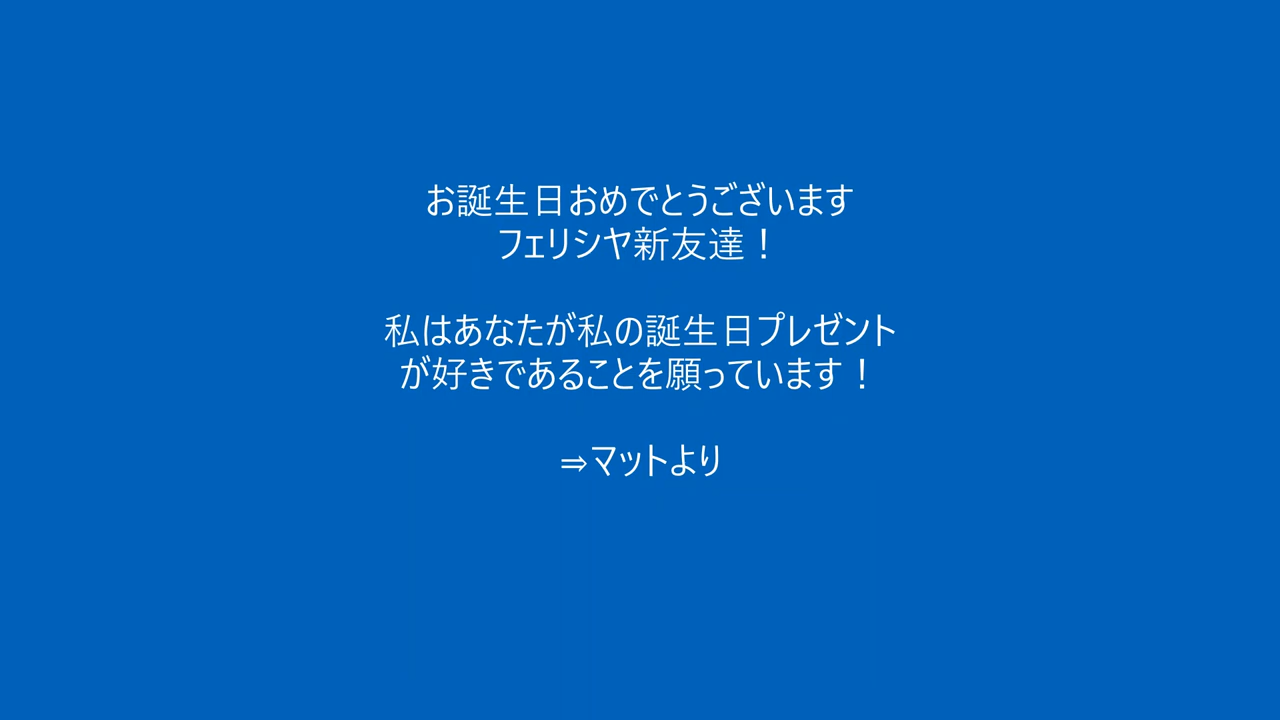 お誕生日おめでとうございます
フェリシヤ新友達！
私はあなたが私の誕生日プレゼント
が好きであることを願っています！
⇒マットより